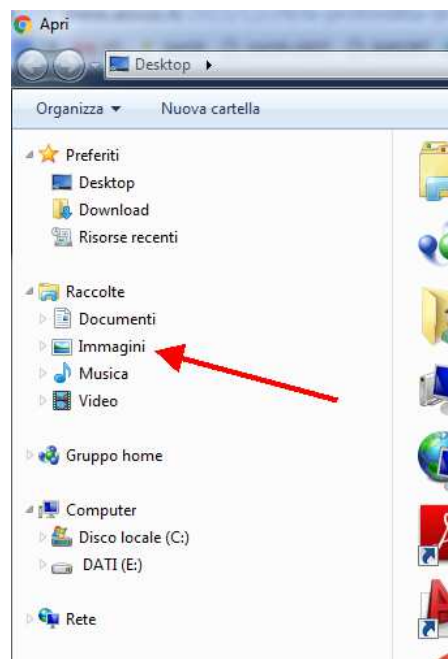 Apri
Desktop
Organizza
Nuova cartella
Preferiti
Desktop
Download
Risorse recenti
Raccolte
Documenti
Immagini
Musica
Video
Gruppo home
Computer
Disco locale (C:)
DATI (E:)
Rete